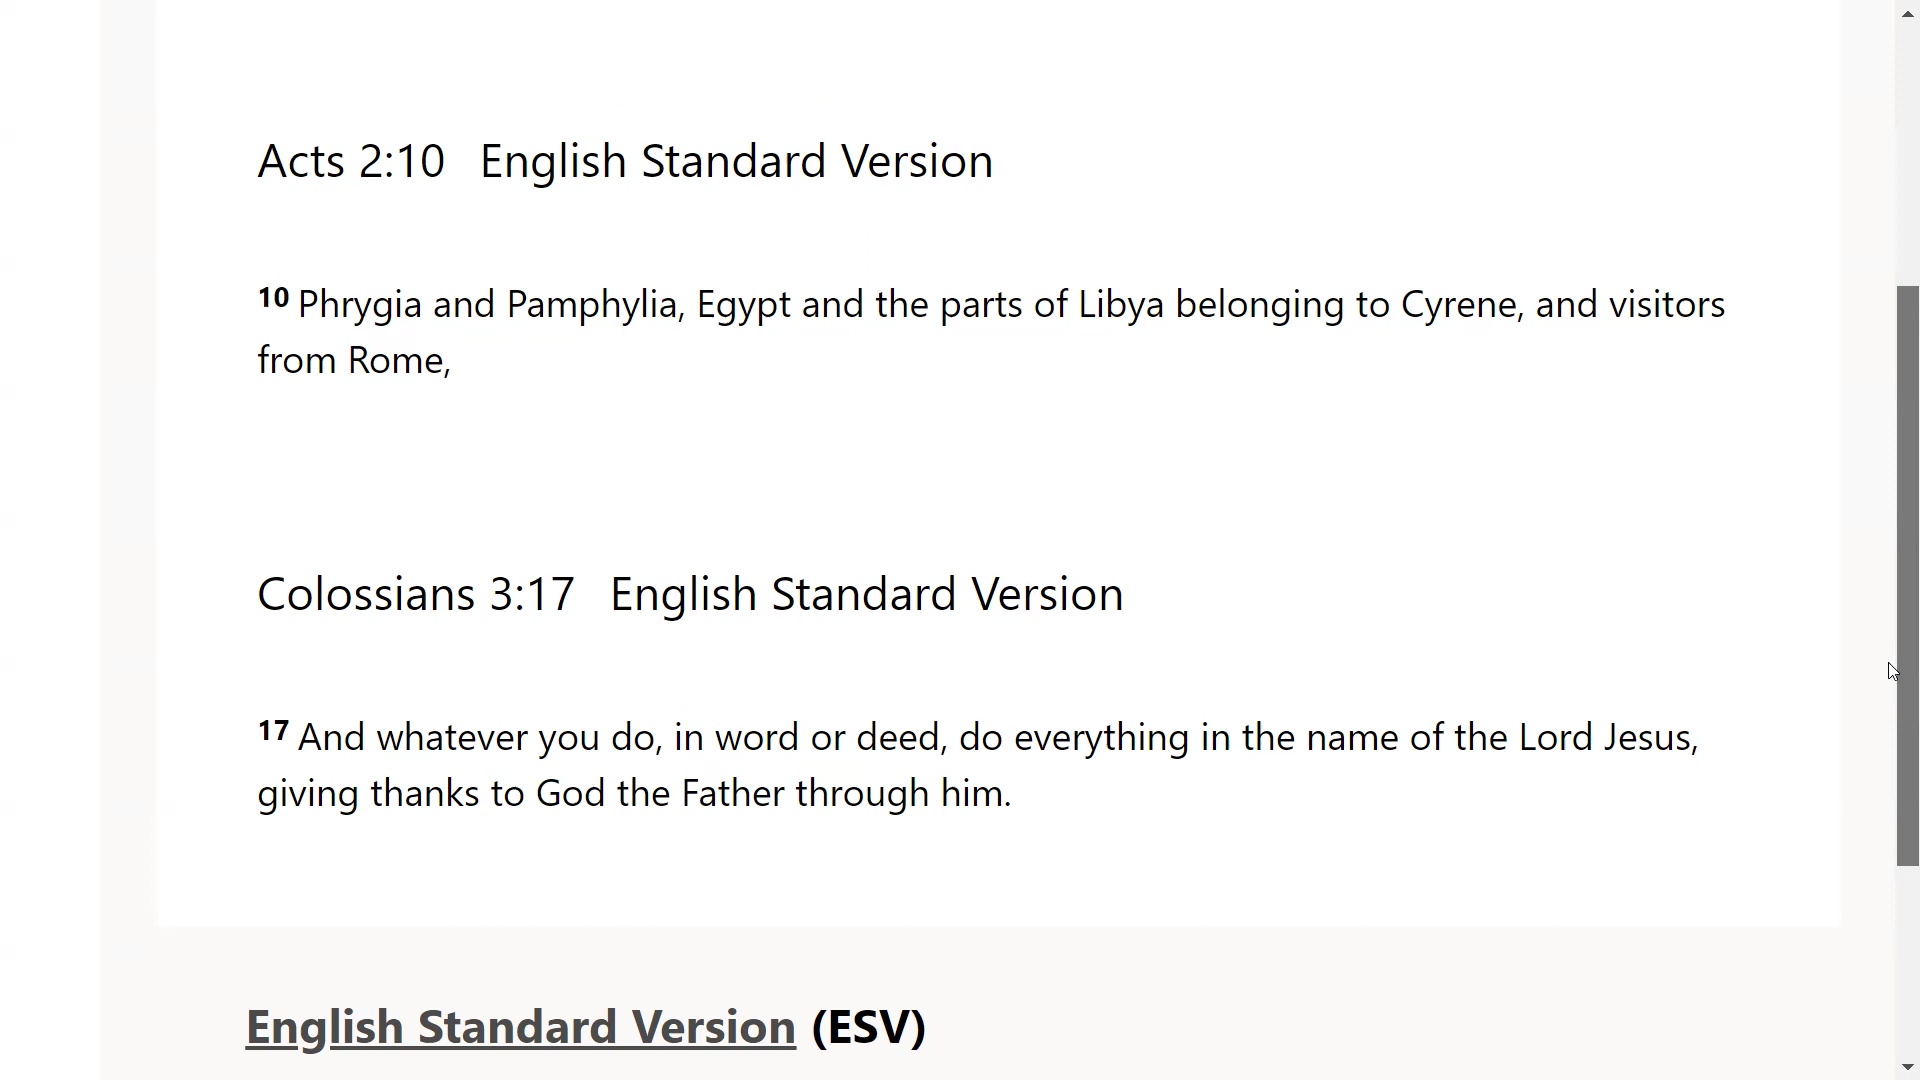 Acts 2:10 English Standard Version
10 Phrygia and Pamphylia, Egypt and the parts of Libya belonging to Cyrene, and visitors
from Rome,
Colossians 3:17 English Standard Version
17 And whatever you do, in word or deed, do everything in the name of the Lord Jesus,
giving thanks to God the Father through him.
English Standard Version (ESV)